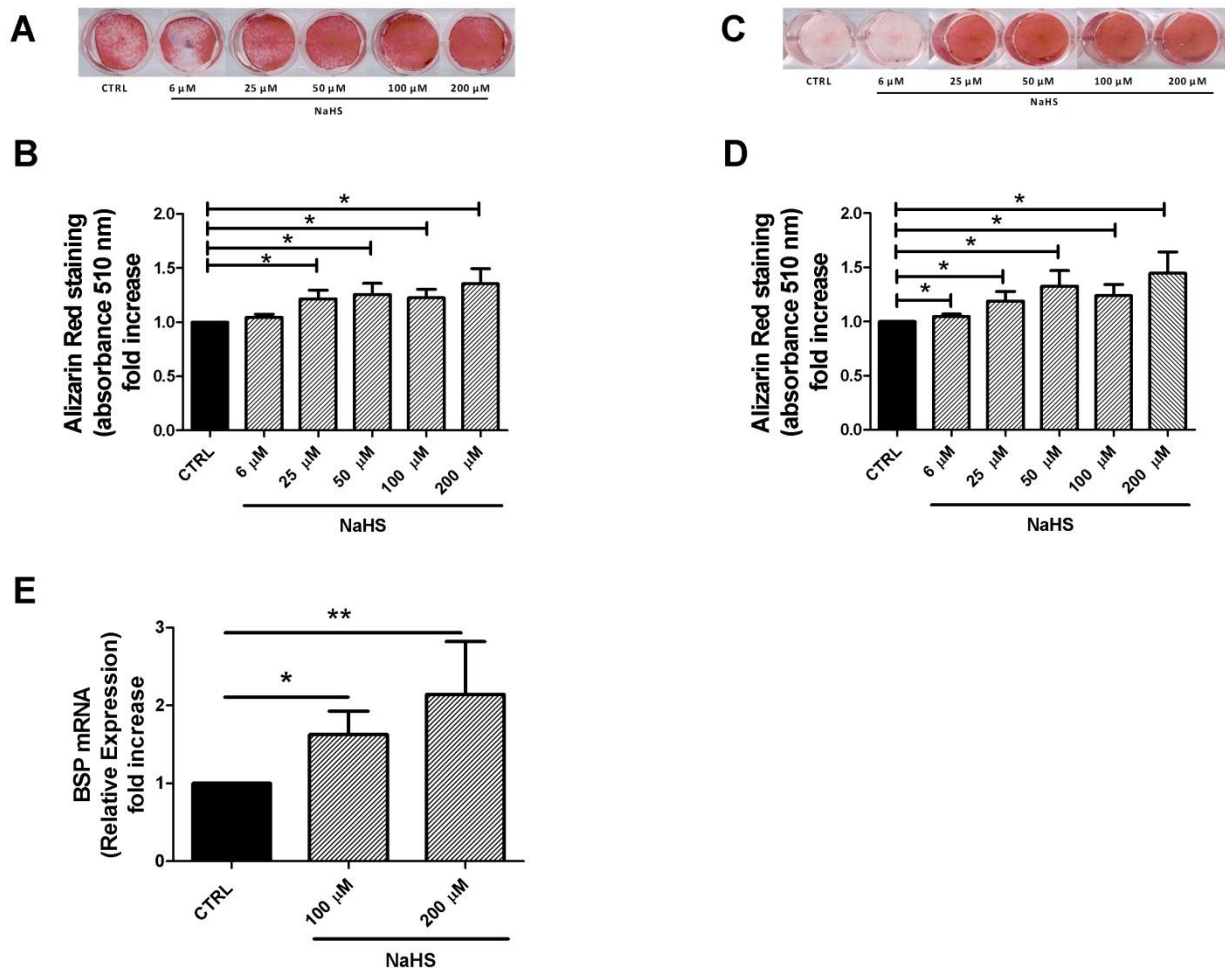 A
CTRL 6 μM 25 μM 50 μM 100 μM 200 μM
NaHS
C
CTRL 6 μM 25 μM 50 μM 100 μM 200 μM
NaHS
B
Alizarin Red staining
(absorbance 510 nm)
fold increase
2.0
1.5
1.0
0.5
0.0
*
*
*
*
CTRL
6 μM
25 μM
50 μM
100 μM
200 μM
NaHS
D
Alizarin Red staining
(absorbance 510 nm)
fold increase
2.0
1.5
1.0
0.5
0.0
*
*
*
*
*
CTRL
6 μM
25 μM
50 μM
100 μM
200 μM
NaHS
E
BSP mRNA
(Relative Expression)
fold increase
3
2
1
0
**
*
CTRL
100 μM
200 μM
NaHS